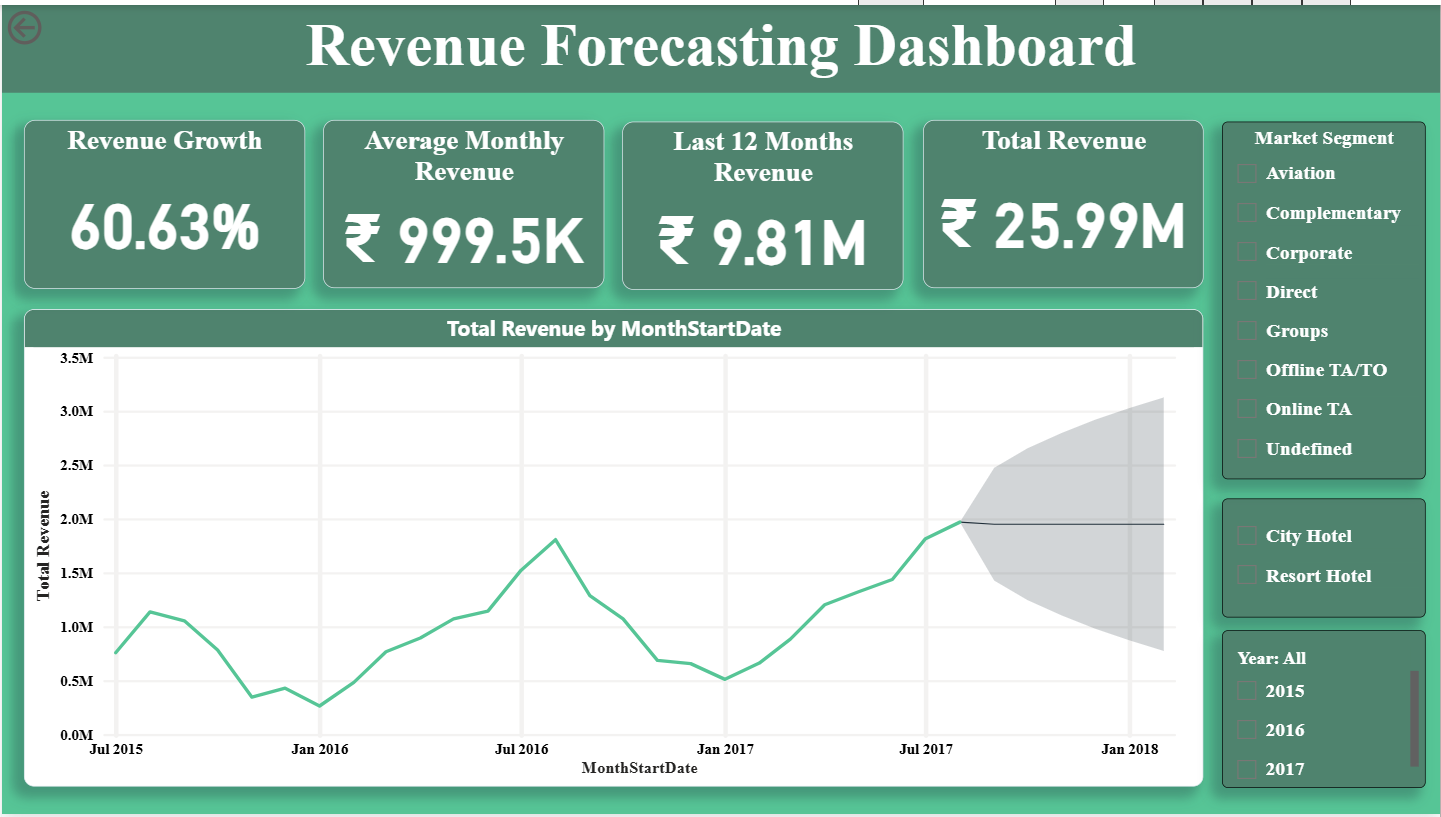 Revenue Forecasting Dashboard
Revenue Growth
60.63%
Average Monthly
Revenue
₹ 999.5K
Last 12 Months
Revenue
₹ 9.81M
Total Revenue
₹ 25.99M
Market Segment
Aviation
Complementary
Corporate
Direct
Groups
Offline TA/TO
Online TA
Undefined
City Hotel
Resort Hotel
Year: All
2015
2016
2017
Total Revenue by MonthStartDate
Total Revenue
3.5M
3.0M
2.5M
2.0M
1.5M
1.0M
0.5M
0.0M
Jul 2015
Jan 2016
Jul 2016
Jan 2017
Jul 2017
Jan 2018
MonthStartDate